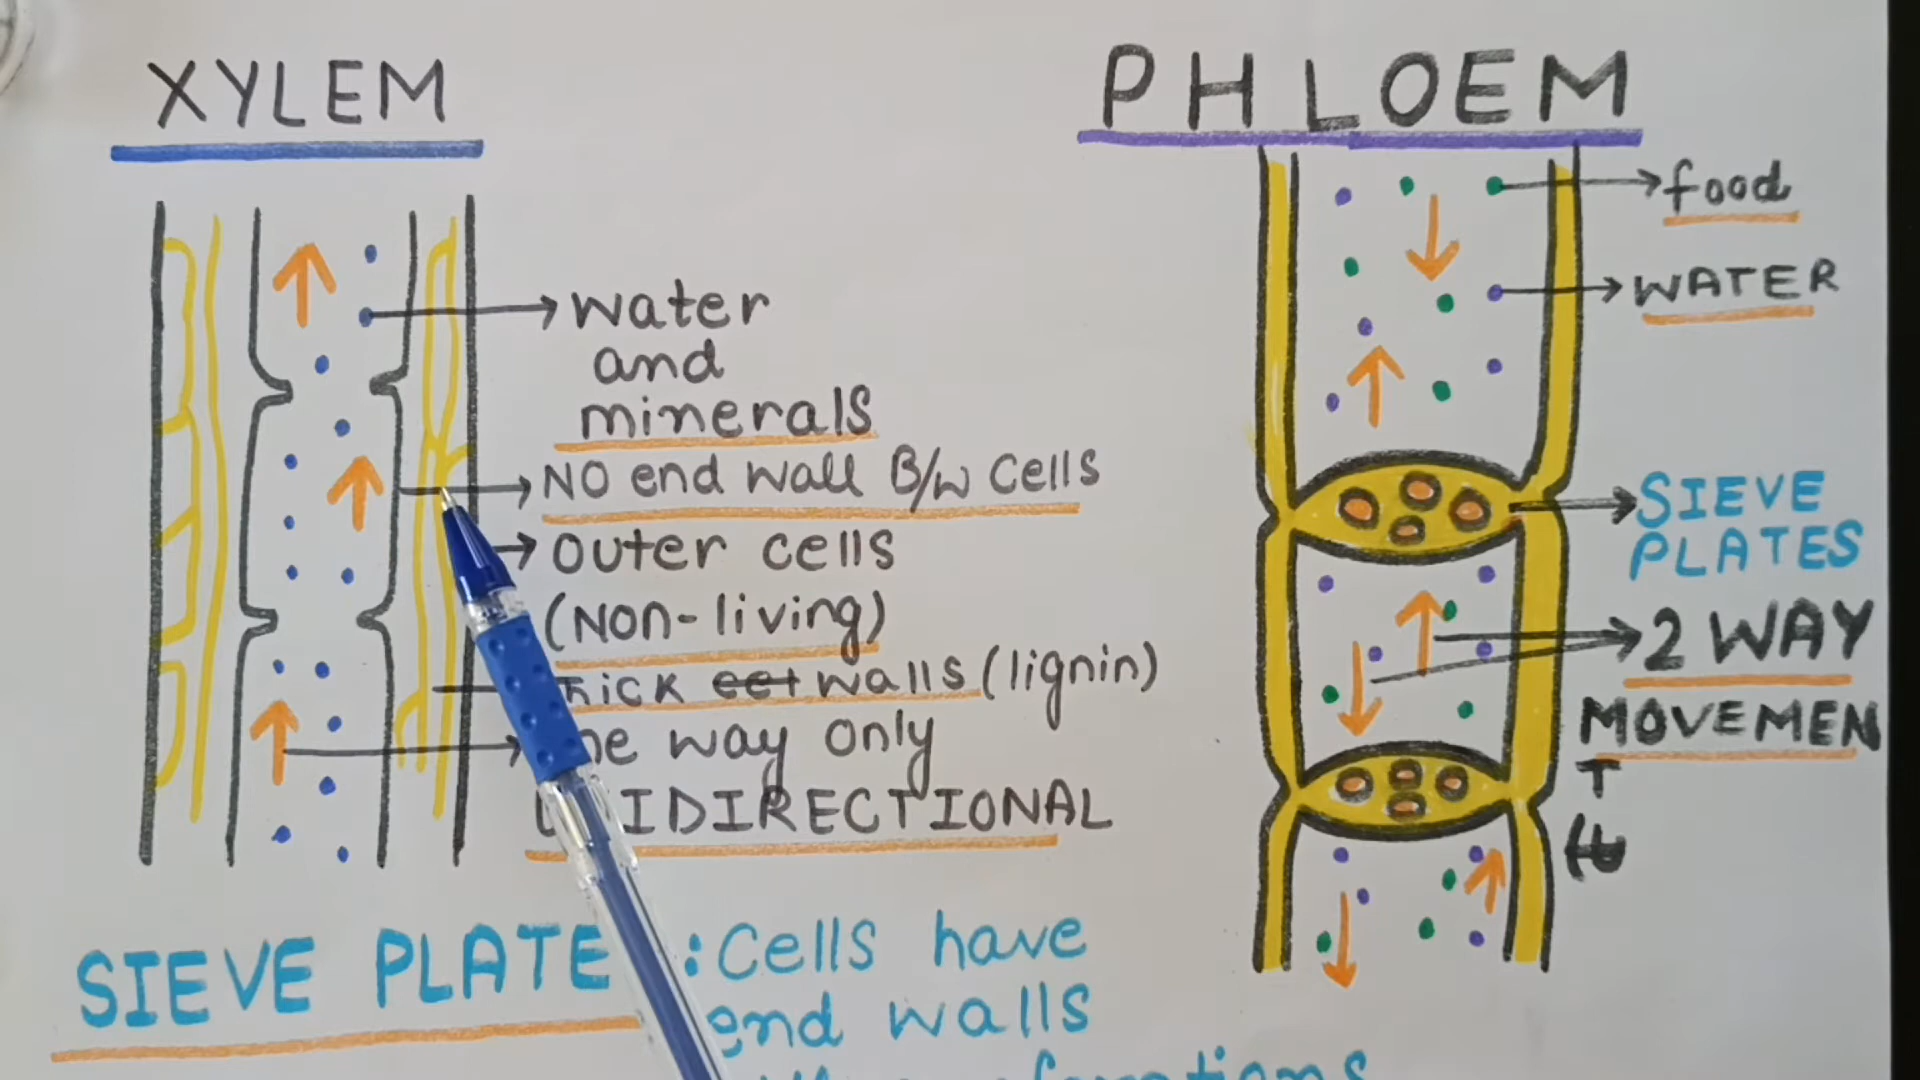 XYLEM
water
and
minerals
NO end wall B/W cells
outer cells
(NON-living)
walls (lignin)
way only
UNIDIRECTIONAL
SIEVE PLATE : Cells have
end walls
PHLOEM
food
WATER
SIEVE
PLATES
2 WAY
MOVEMEN
T